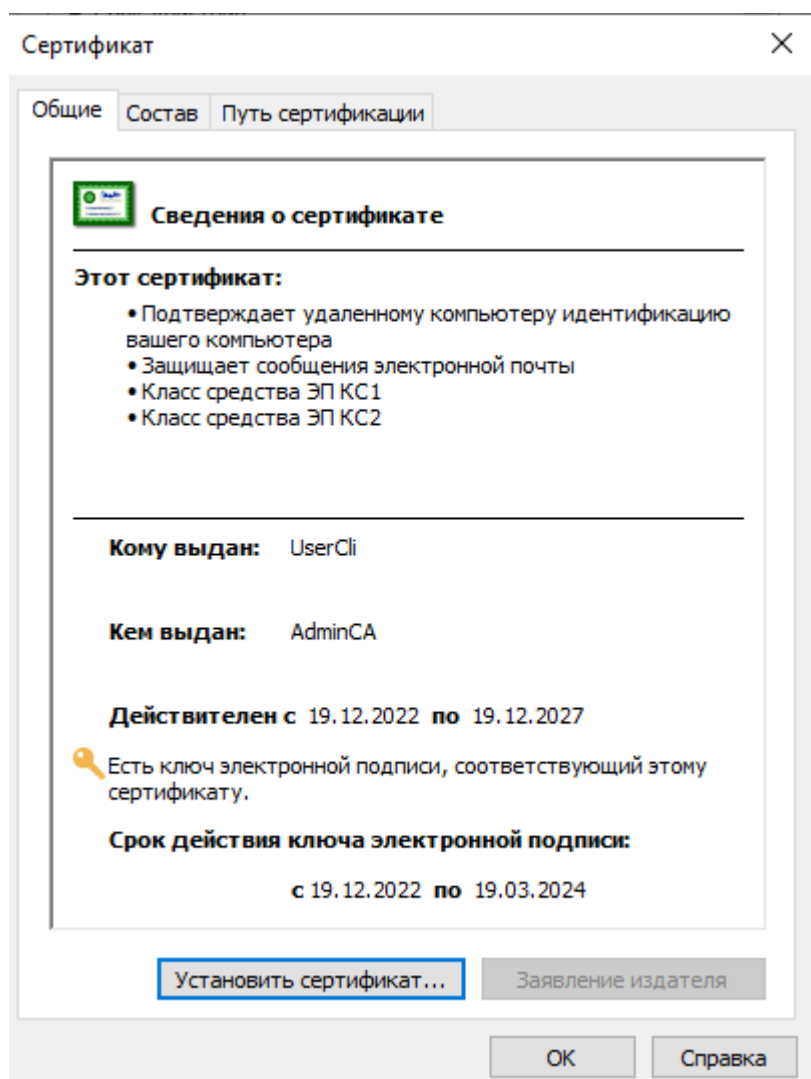 Сертификат
Общие Состав Путь сертификации
Сведения о сертификате
Этот сертификат:
• Подтверждает удаленному компьютеру идентификацию
вашего компьютера
• Защищает сообщения электронной почты
• Класс средства ЭП КС1
• Класс средства ЭП КС2
Кому выдан: UserCli
Кем выдан: AdminCA
Действителен с 19.12.2022 по 19.12.2027
Есть ключ электронной подписи, соответствующий этому
сертификату.
Срок действия ключа электронной подписи:
с 19.12.2022 по 19.03.2024
Установить сертификат... Заявление издателя
ОК Справка